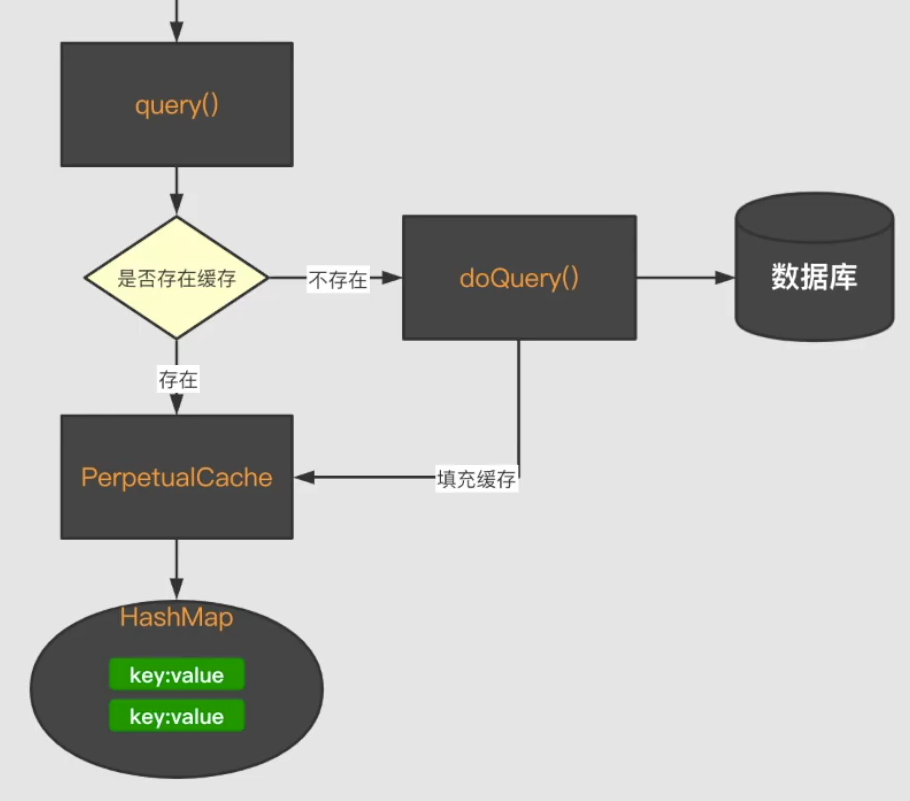 query()
是否存在缓存
不存在
doQuery()
数据库
存在
PerpetualCache
填充缓存
HashMap
key:value
key:value